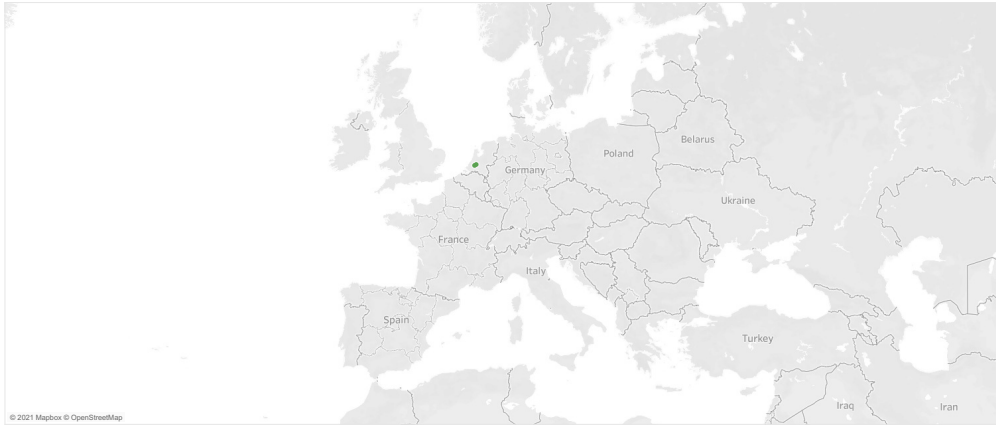 Belarus
Poland
Germany
Ukraine
France
Italy
Spain
Turkey
Iraq
Iran
© 2021 Mapbox © OpenStreetMap